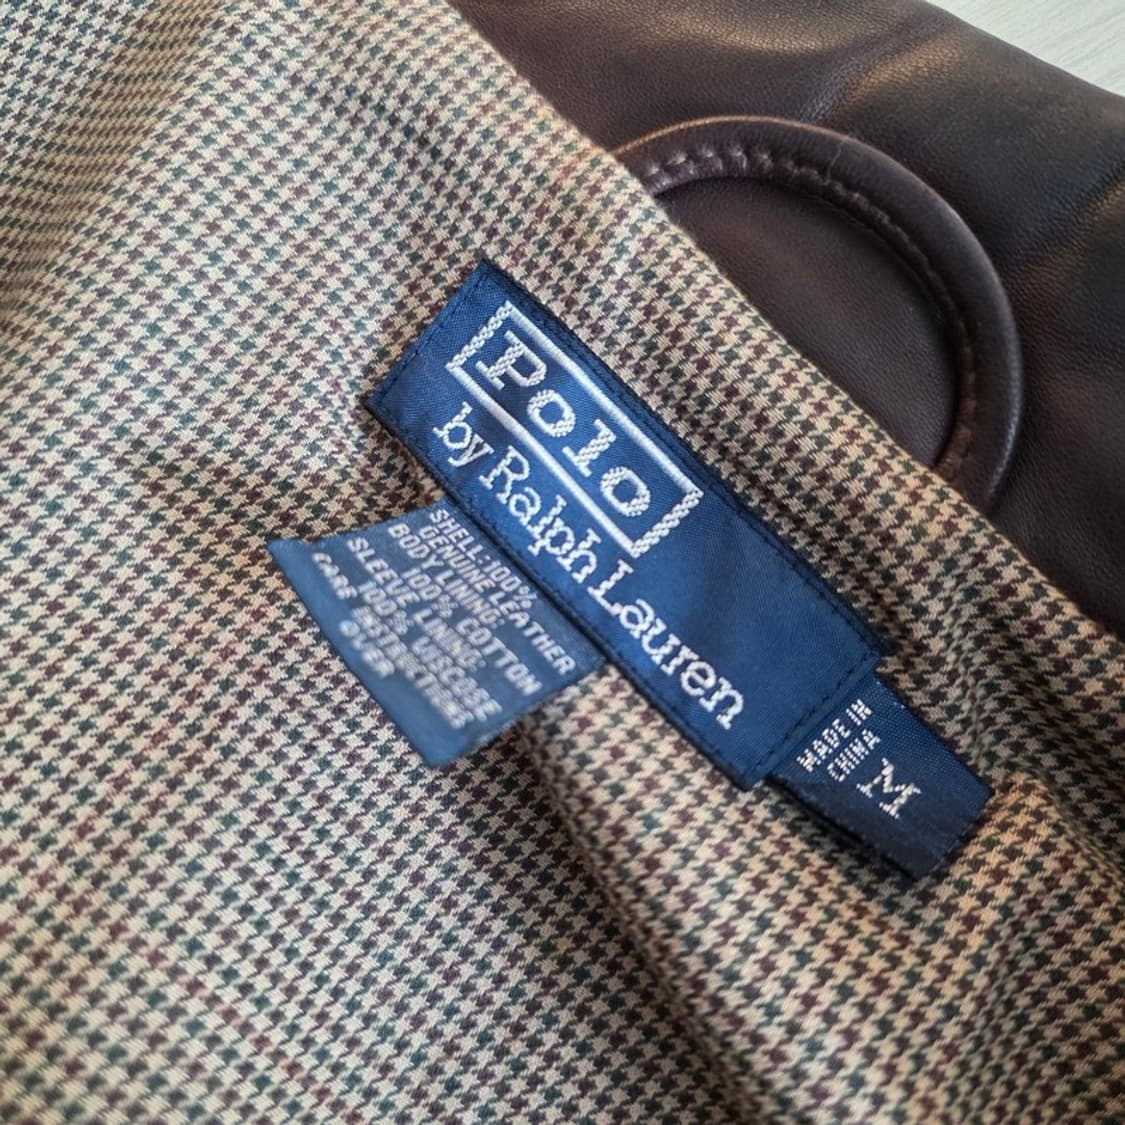 Polo
by Ralph Lauren
SHELL: 100%
GENUINE LEATHER
BODY LINING:
100% COTTON
SLEEVE LINING:
100% VISCOSE
CARE INSTRUCTIONS
OVER
MADE IN
CHINA
M